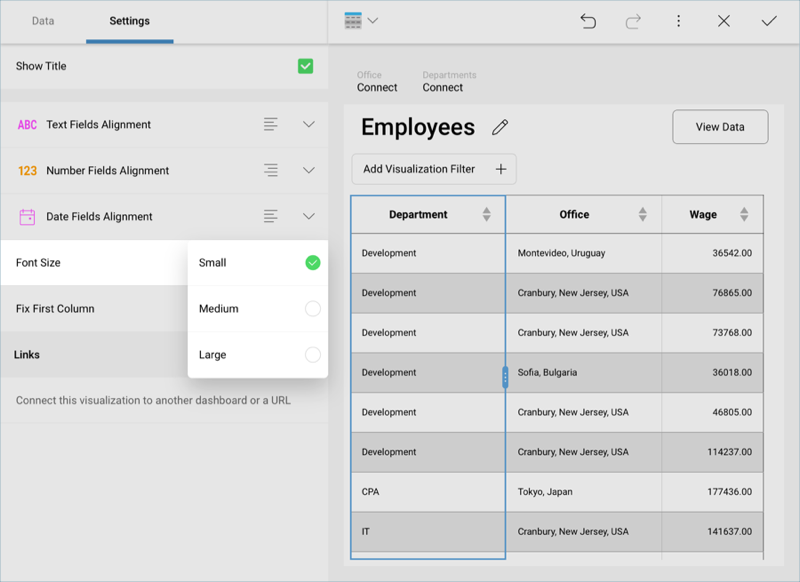 Data Settings
Show Title
ABC Text Fields Alignment
123 Number Fields Alignment
Date Fields Alignment
Font Size
Small
Medium
Large
Fix First Column
Links
Connect this visualization to another dashboard or a URL
Office Departments
Connect Connect
Employees
View Data
Add Visualization Filter +
Department Office Wage
Development Montevideo, Uruguay 36542.00
Development Cranbury, New Jersey, USA 76865.00
Development Cranbury, New Jersey, USA 73768.00
Development Sofia, Bulgaria 36018.00
Development Cranbury, New Jersey, USA 46805.00
Development Cranbury, New Jersey, USA 114237.00
CPA Tokyo, Japan 177436.00
IT Cranbury, New Jersey, USA 141637.00